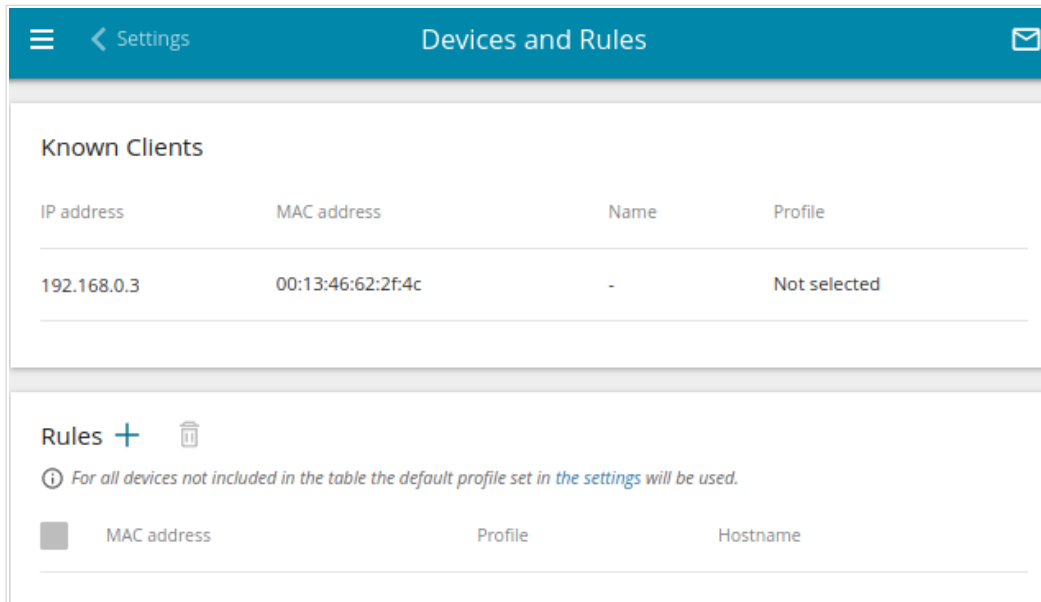 Settings Devices and Rules
Known Clients
IP address MAC address Name Profile
192.168.0.3 00:13:46:62:2f:4c - Not selected
Rules
For all devices not included in the table the default profile set in the settings will be used.
MAC address Profile Hostname